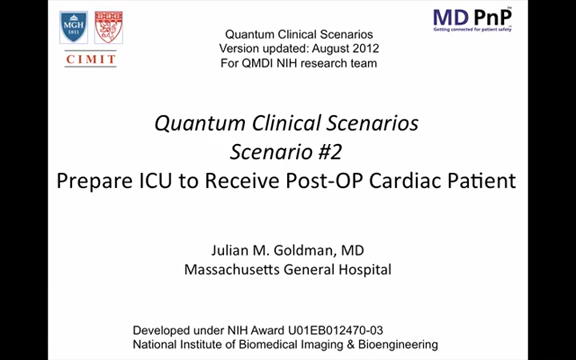 MGH
1811
CIMIT
Quantum Clinical Scenarios
Version updated: August 2012
For QMDI NIH research team
MD PnP
Getting connected for patient safety
Quantum Clinical Scenarios
Scenario #2
Prepare ICU to Receive Post-OP Cardiac Patient
Julian M. Goldman, MD
Massachusetts General Hospital
Developed under NIH Award U01EB012470-03
National Institute of Biomedical Imaging & Bioengineering